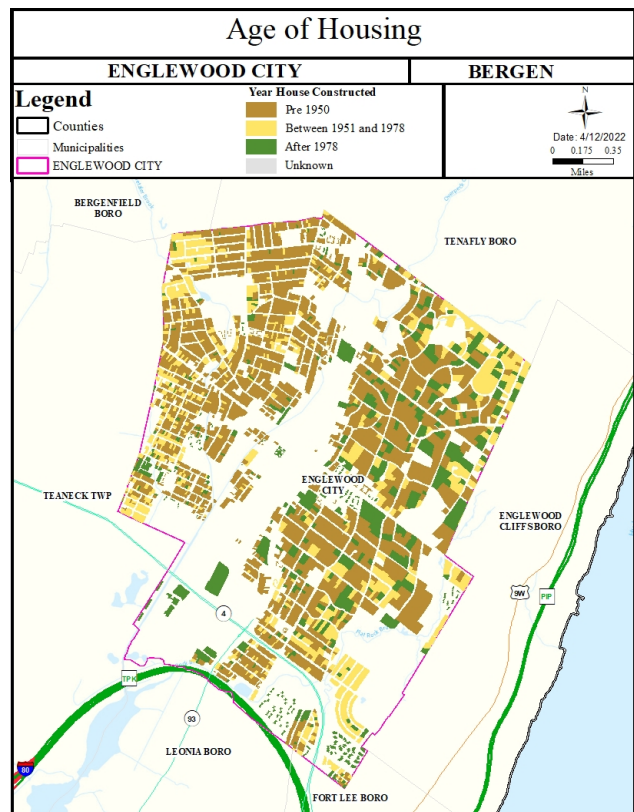 Age of Housing
ENGLEWOOD CITY
BERGEN
Legend
Counties
Municipalities
ENGLEWOOD CITY
Year House Constructed
Pre 1950
Between 1951 and 1978
After 1978
Unknown
N
Date: 4/12/2022
0 0.175 0.35
Miles
BERGENFIELD
BORO
TENAFLY BORO
ENGLEWOOD
CITY
TEANECK TWP
ENGLEWOOD
CLIFFS BORO
9W
PIP
4
Flat Rock
TPK
93
LEONIA BORO
80
FORT LEE BORO